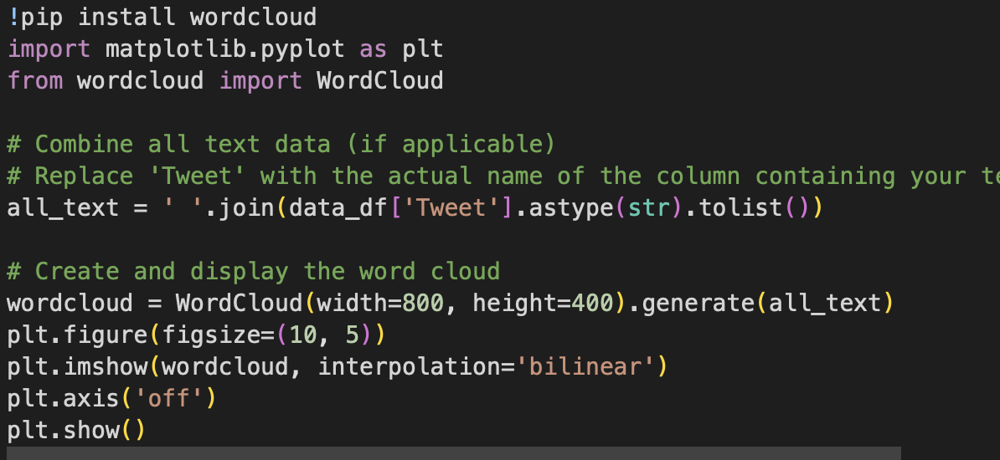 !pip install wordcloud
import matplotlib.pyplot as plt
from wordcloud import WordCloud
# Combine all text data (if applicable)
# Replace 'Tweet' with the actual name of the column containing your
all_text = ' '.join(data_df['Tweet'].astype(str).tolist())
# Create and display the word cloud
wordcloud = WordCloud(width=800, height=400).generate(all_text)
plt.figure(figsize=(10, 5))
plt.imshow(wordcloud, interpolation='bilinear')
plt.axis('off')
plt.show()